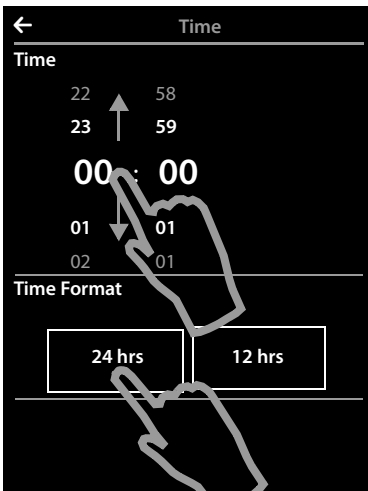 Time
Time
22 58
23 59
00 : 00
01 01
02 01
Time Format
24 hrs 12 hrs